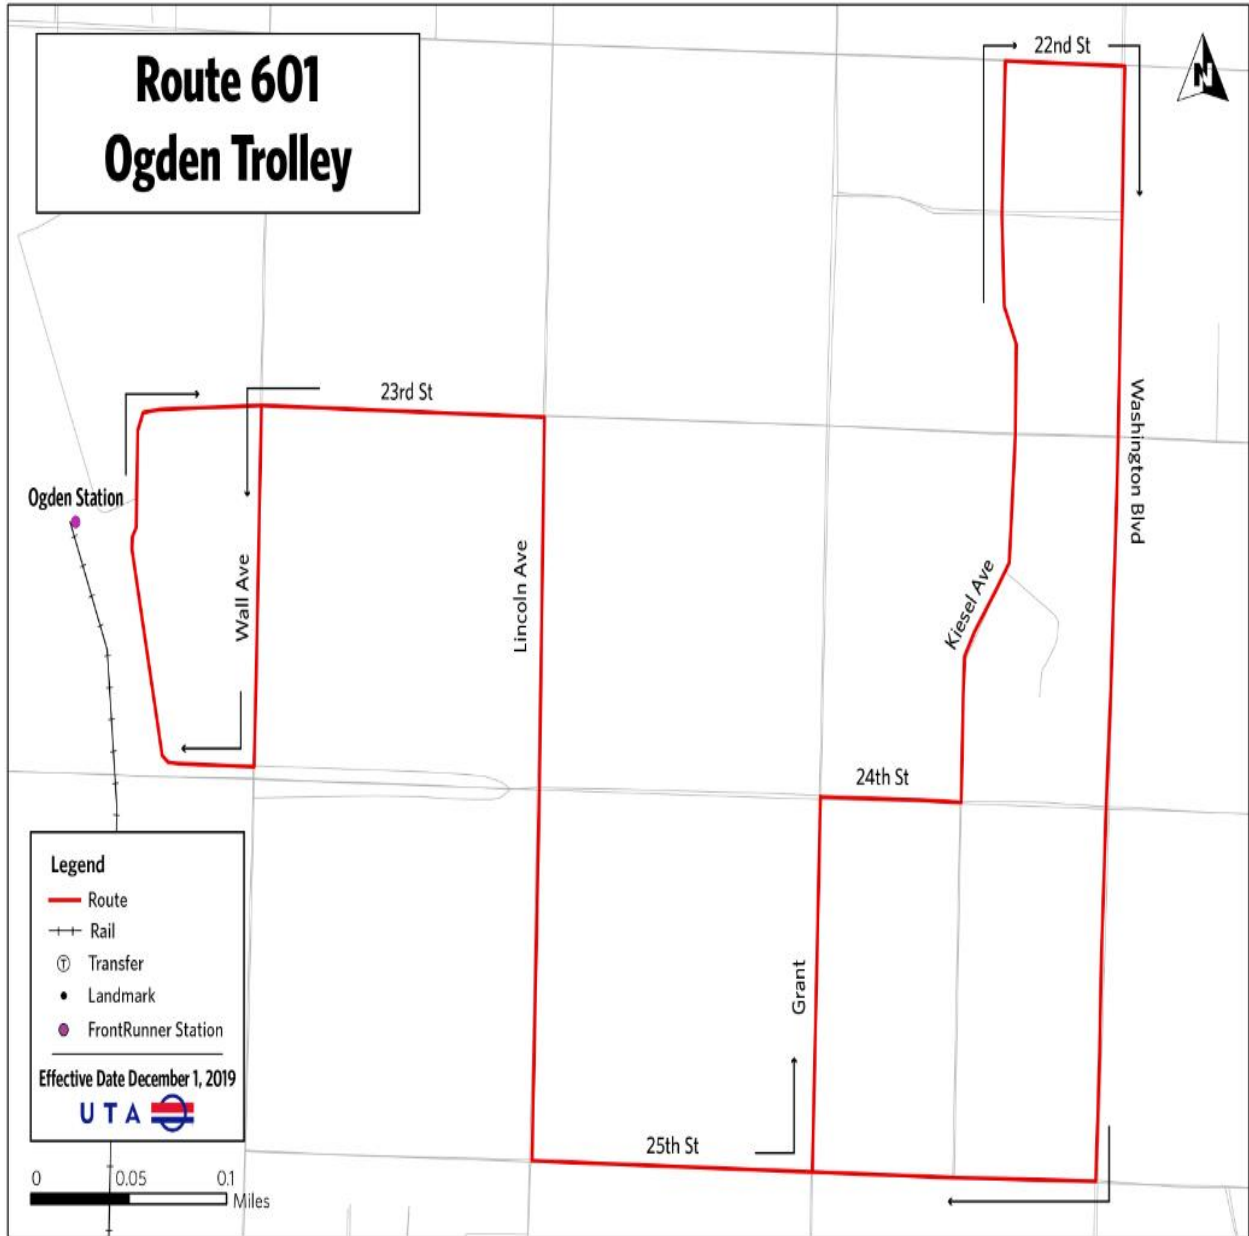 Route 601
Ogden Trolley
22nd St
N
23rd St
Washington Blvd
Ogden Station
Wall Ave
Lincoln Ave
Kiesel Ave
24th St
Grant
25th St
Legend
Route
Rail
T Transfer
Landmark
FrontRunner Station
Effective Date December 1, 2019
UTA
0 0.05 0.1
Miles